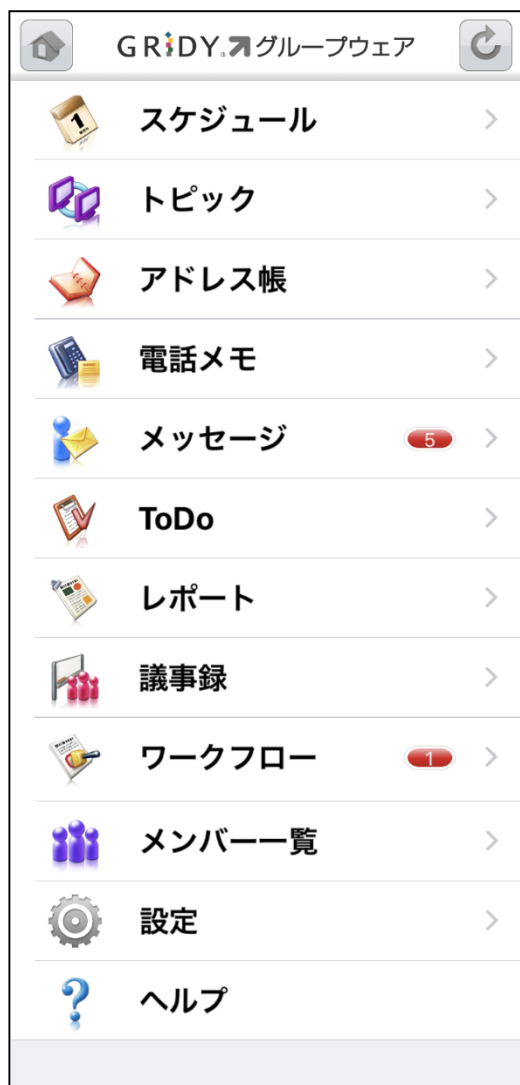 GRiDY グループウェア
スケジュール
トピック
アドレス帳
電話メモ
メッセージ
5
ToDo
レポート
議事録
ワークフロー
1
メンバー一覧
設定
ヘルプ